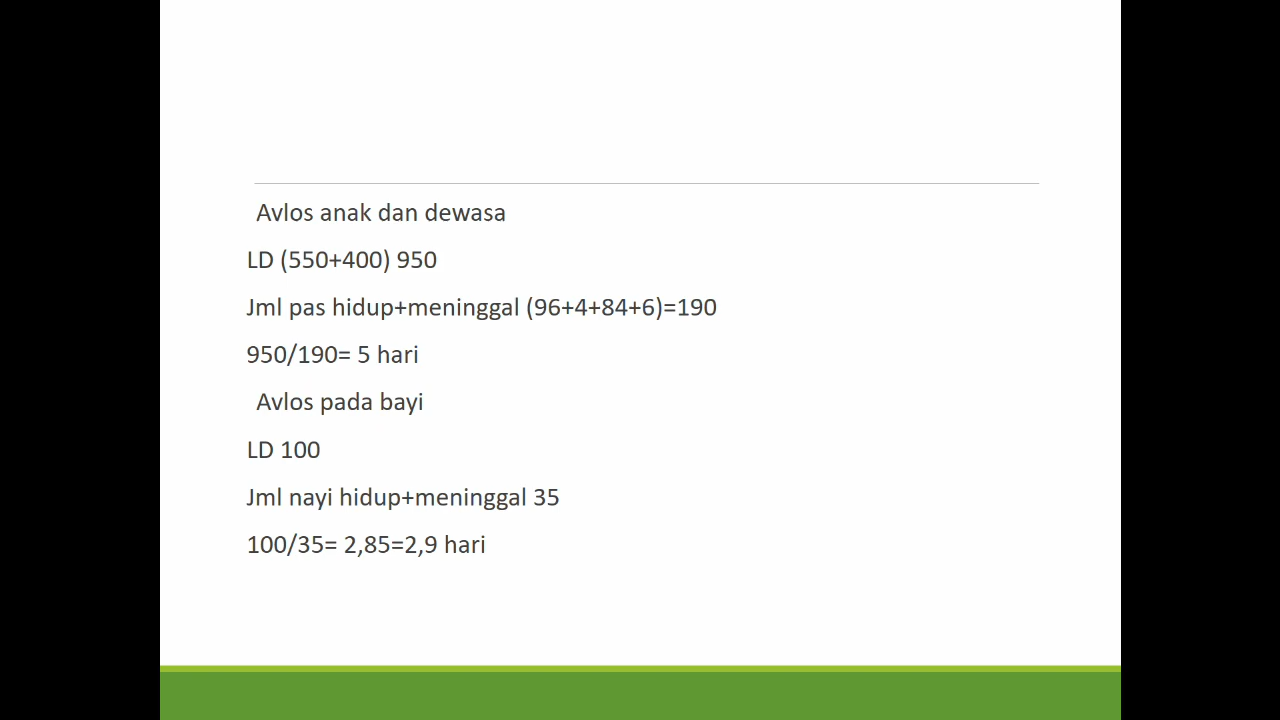 Avlos anak dan dewasa
LD (550+400) 950
Jml pas hidup+meninggal (96+4+84+6)=190
950/190= 5 hari
Avlos pada bayi
LD 100
Jml nayi hidup+meninggal 35
100/35= 2,85=2,9 hari